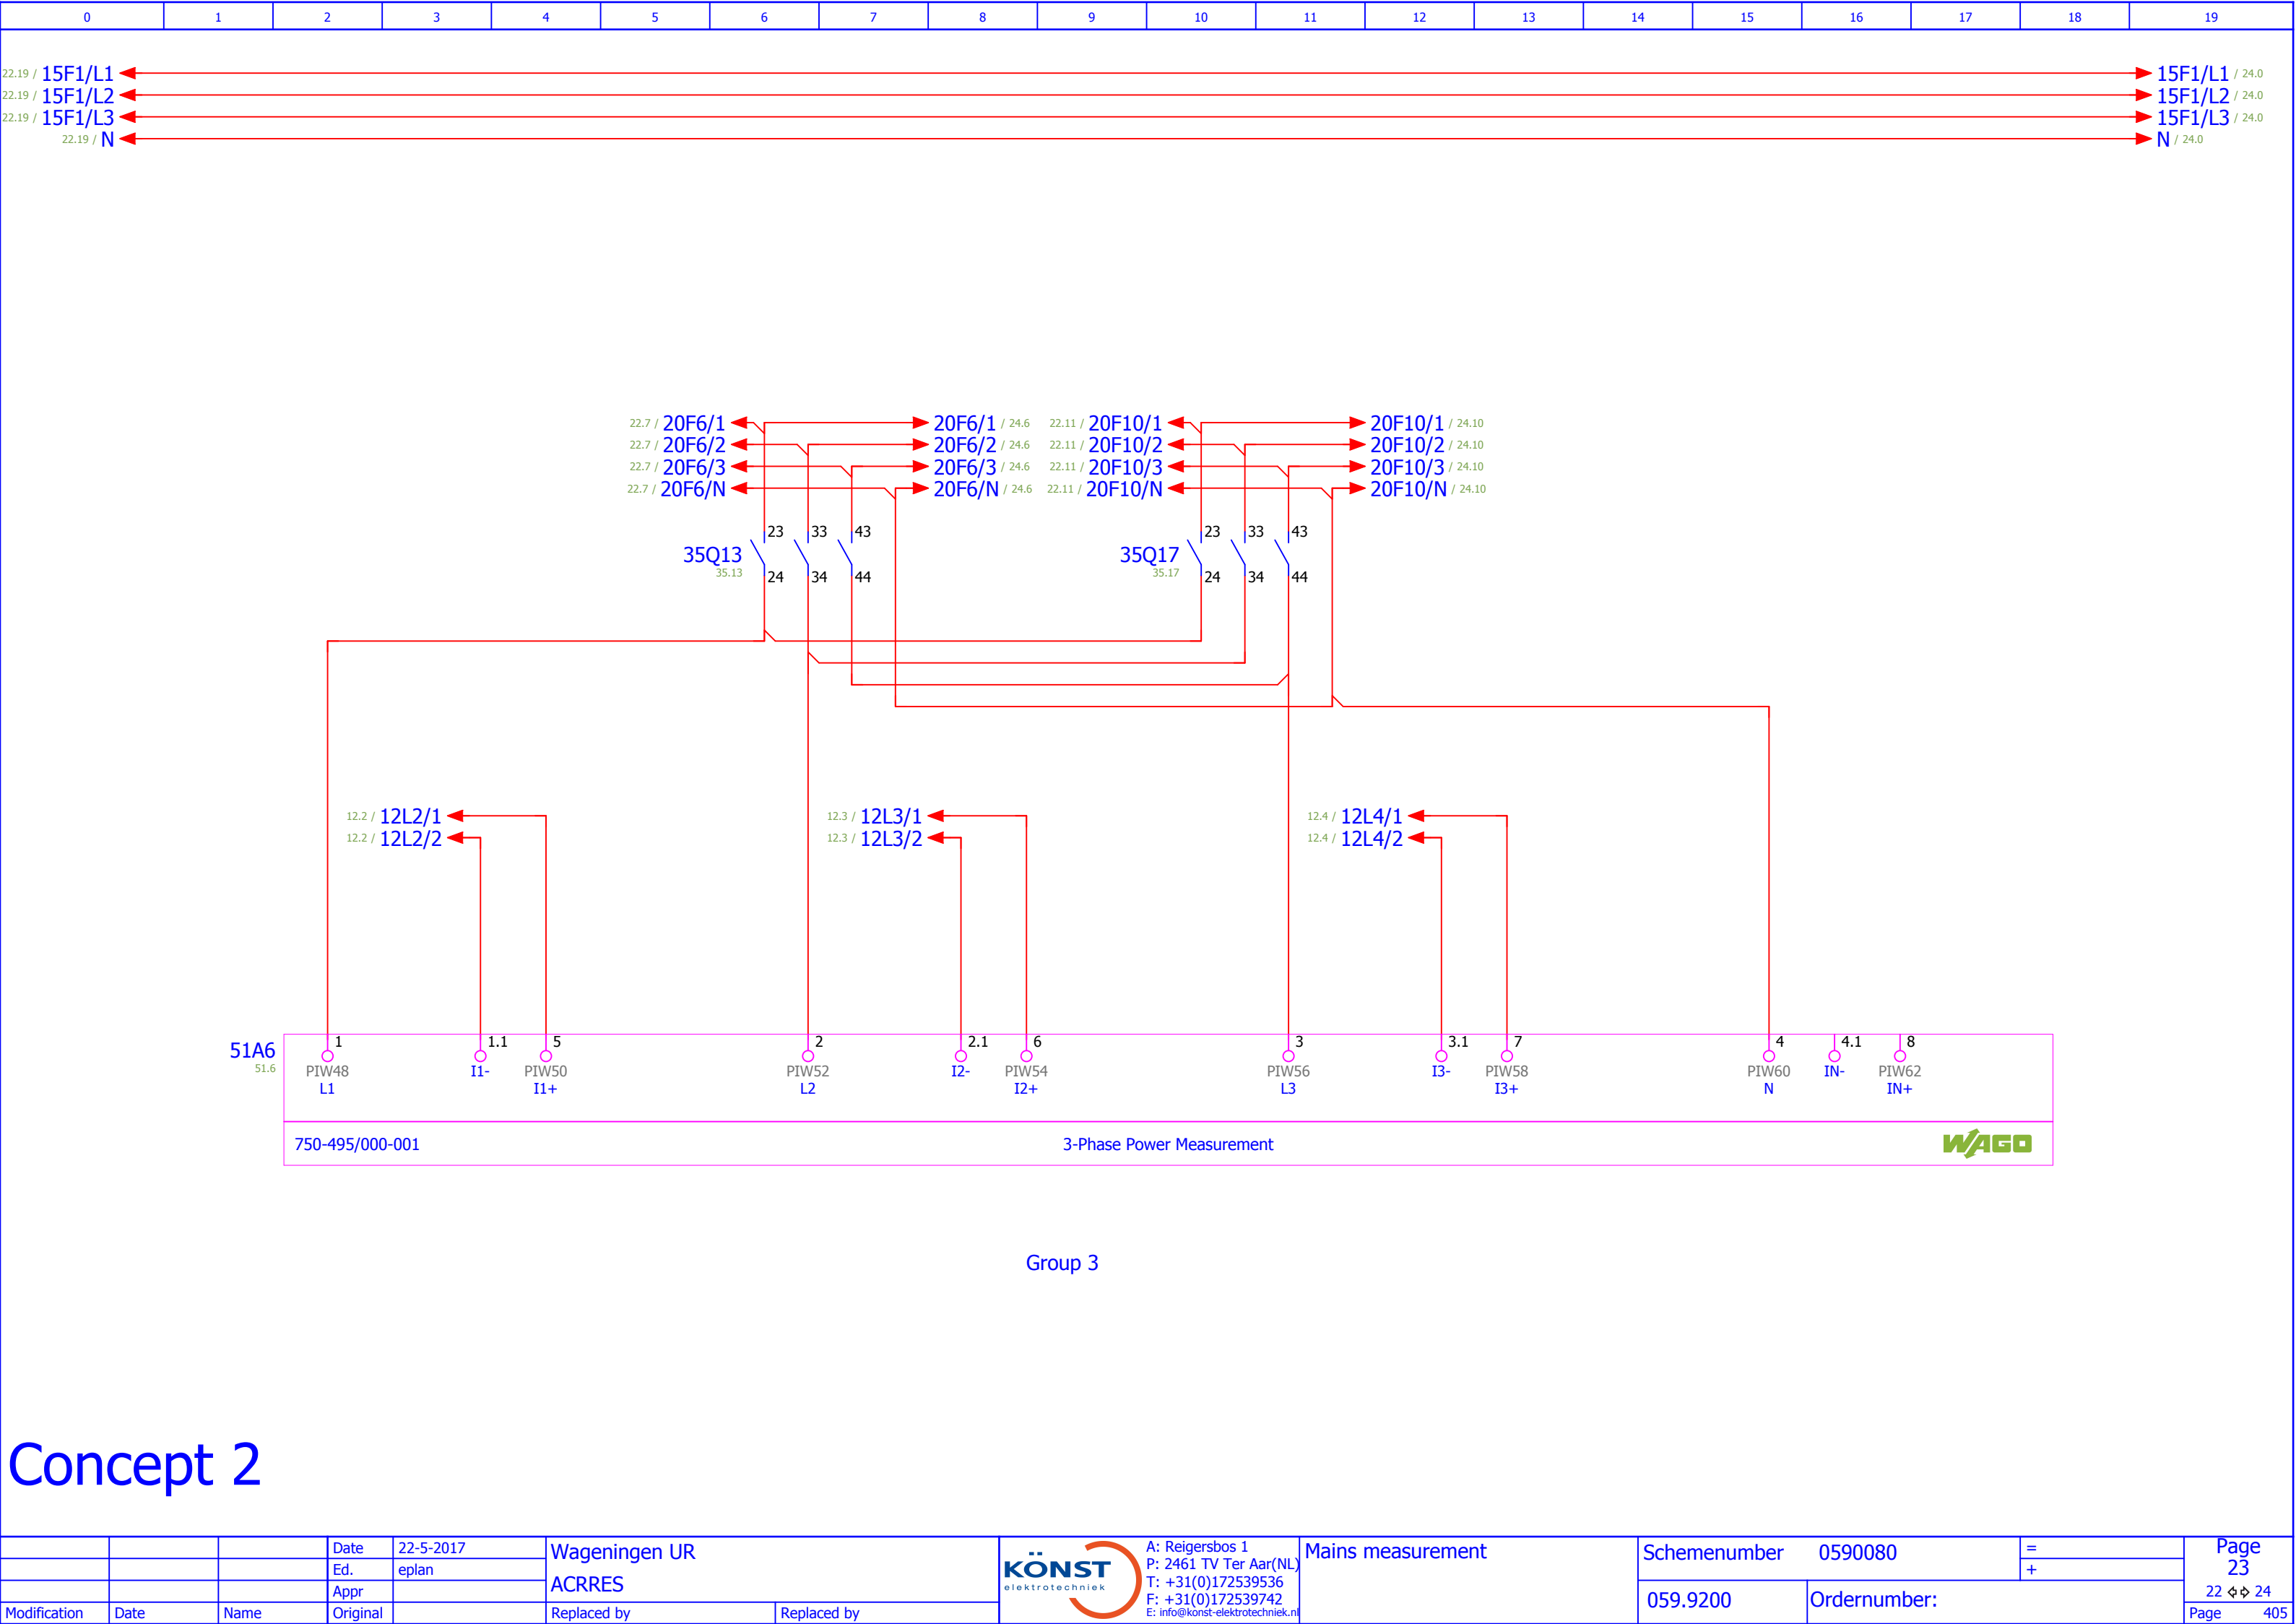 0 1 2 3 4 5 6 7 8 9 10 11 12 13 14 15 16 17 18 19
22.19 / 15F1/L1 15F1/L1 / 24.0
22.19 / 15F1/L2 15F1/L2 / 24.0
22.19 / 15F1/L3 15F1/L3 / 24.0
22.19 / N N / 24.0
22.7 / 20F6/1 20F6/1 / 24.6 22.11 / 20F10/1 20F10/1 / 24.10
22.7 / 20F6/2 20F6/2 / 24.6 22.11 / 20F10/2 20F10/2 / 24.10
22.7 / 20F6/3 20F6/3 / 24.6 22.11 / 20F10/3 20F10/3 / 24.10
22.7 / 20F6/N 20F6/N / 24.6 22.11 / 20F10/N 20F10/N / 24.10
23 33 43 23 33 43
35Q13 35Q17
35.13 35.17
24 34 44 24 34 44
12.2 / 12L2/1 12.3 / 12L3/1 12.4 / 12L4/1
12.2 / 12L2/2 12.3 / 12L3/2 12.4 / 12L4/2
51A6 1 1.1 5 2 2.1 6 3 3.1 7 4 4.1 8
51.6 PIW48 I1- PIW50 PIW52 I2- PIW54 PIW56 I3- PIW58 PIW60 IN- PIW62
L1 I1+ L2 I2+ L3 I3+ N IN+
750-495/000-001 3-Phase Power Measurement WAGO
Group 3
Concept 2
Date 22-5-2017
Ed. eplan
Appr
Modification Date Name Original
Wageningen UR
ACRRES
Replaced by Replaced by
KÖNST
elektrotechniek
A: Reigersbos 1
P: 2461 TV Ter Aar(NL)
T: +31(0)172539536
F: +31(0)172539742
E: info@konst-elektrotechniek.nl
Mains measurement
Schemenumber 0590080
059.9200 Ordernumber:
=
+
Page
23
22 24
Page 405